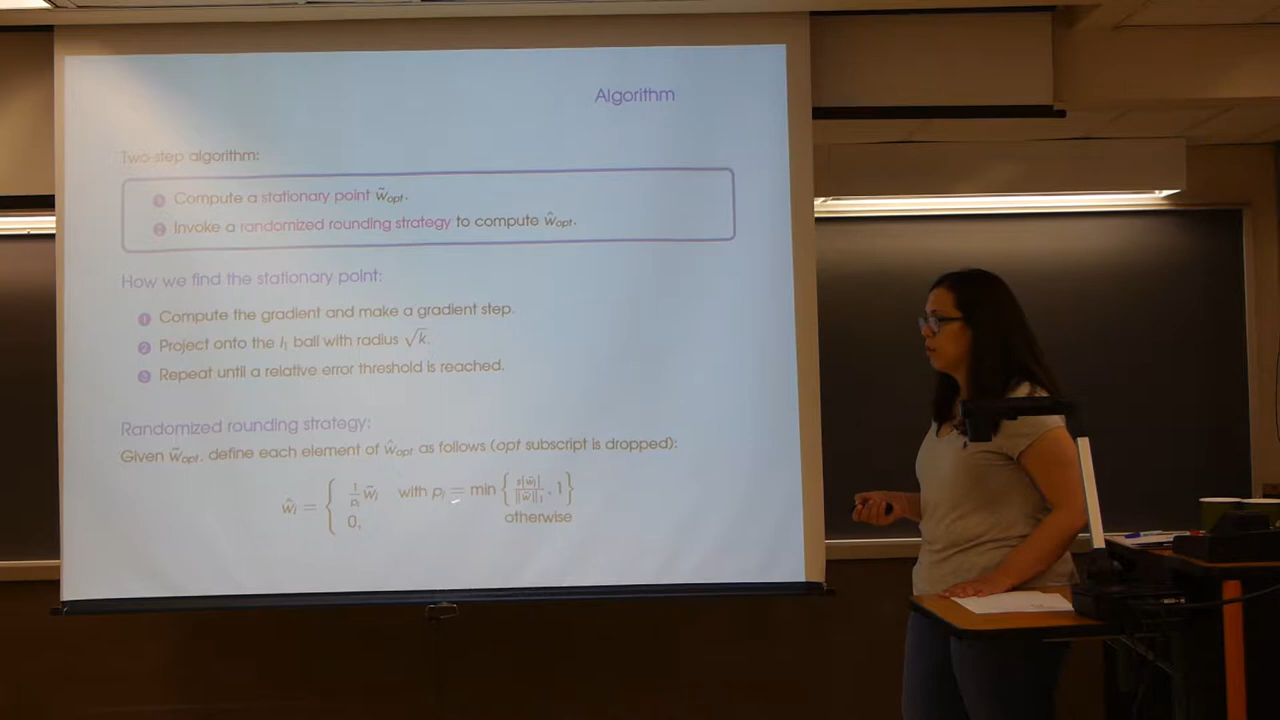 Algorithm
Two-step algorithm:
1 Compute a stationary point w̃opt.
2 Invoke a randomized rounding strategy to compute ŵopt.
How we find the stationary point:
1 Compute the gradient and make a gradient step.
2 Project onto the l₁ ball with radius √k.
3 Repeat until a relative error threshold is reached.
Randomized rounding strategy:
Given w̃opt, define each element of ŵopt as follows (opt subscript is dropped):
ŵᵢ = { 1/pᵢ w̃ᵢ with pᵢ = min { s|w̃ᵢ| / ||w̃||₁ , 1 }
0, otherwise